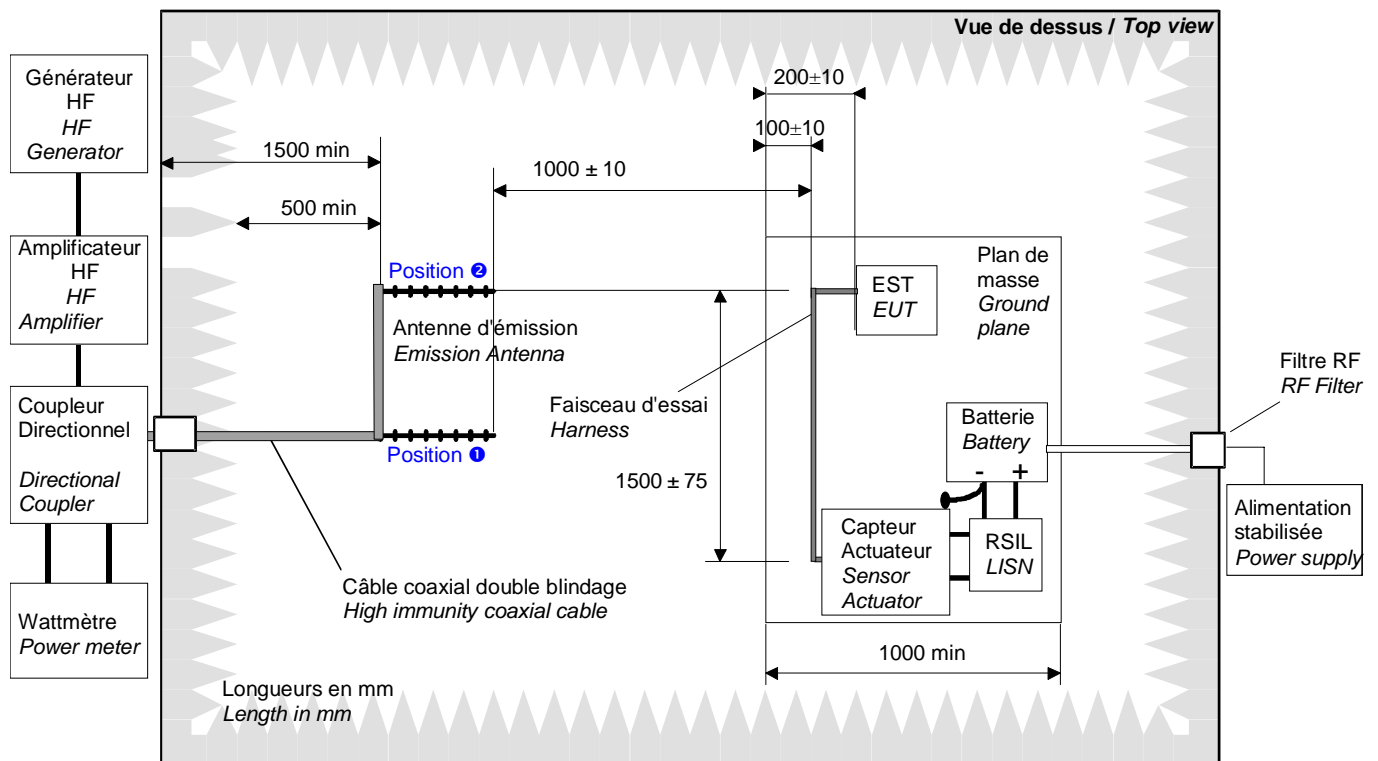 Vue de dessus / Top view
Générateur
HF
HF
Generator
Amplificateur
HF
HF
Amplifier
Coupleur
Directionnel
Directional
Coupler
Wattmètre
Power meter
1500 min
500 min
1000 ± 10
200±10
100±10
Position ❷
Antenne d'émission
Emission Antenna
Position ❶
Câble coaxial double blindage
High immunity coaxial cable
Longueurs en mm
Length in mm
Faisceau d'essai
Harness
1500 ± 75
EST
EUT
Plan de
masse
Ground
plane
Batterie
Battery
- +
Capteur
Actuateur
Sensor
Actuator
RSIL
LISN
1000 min
Filtre RF
RF Filter
Alimentation
stabilisée
Power supply